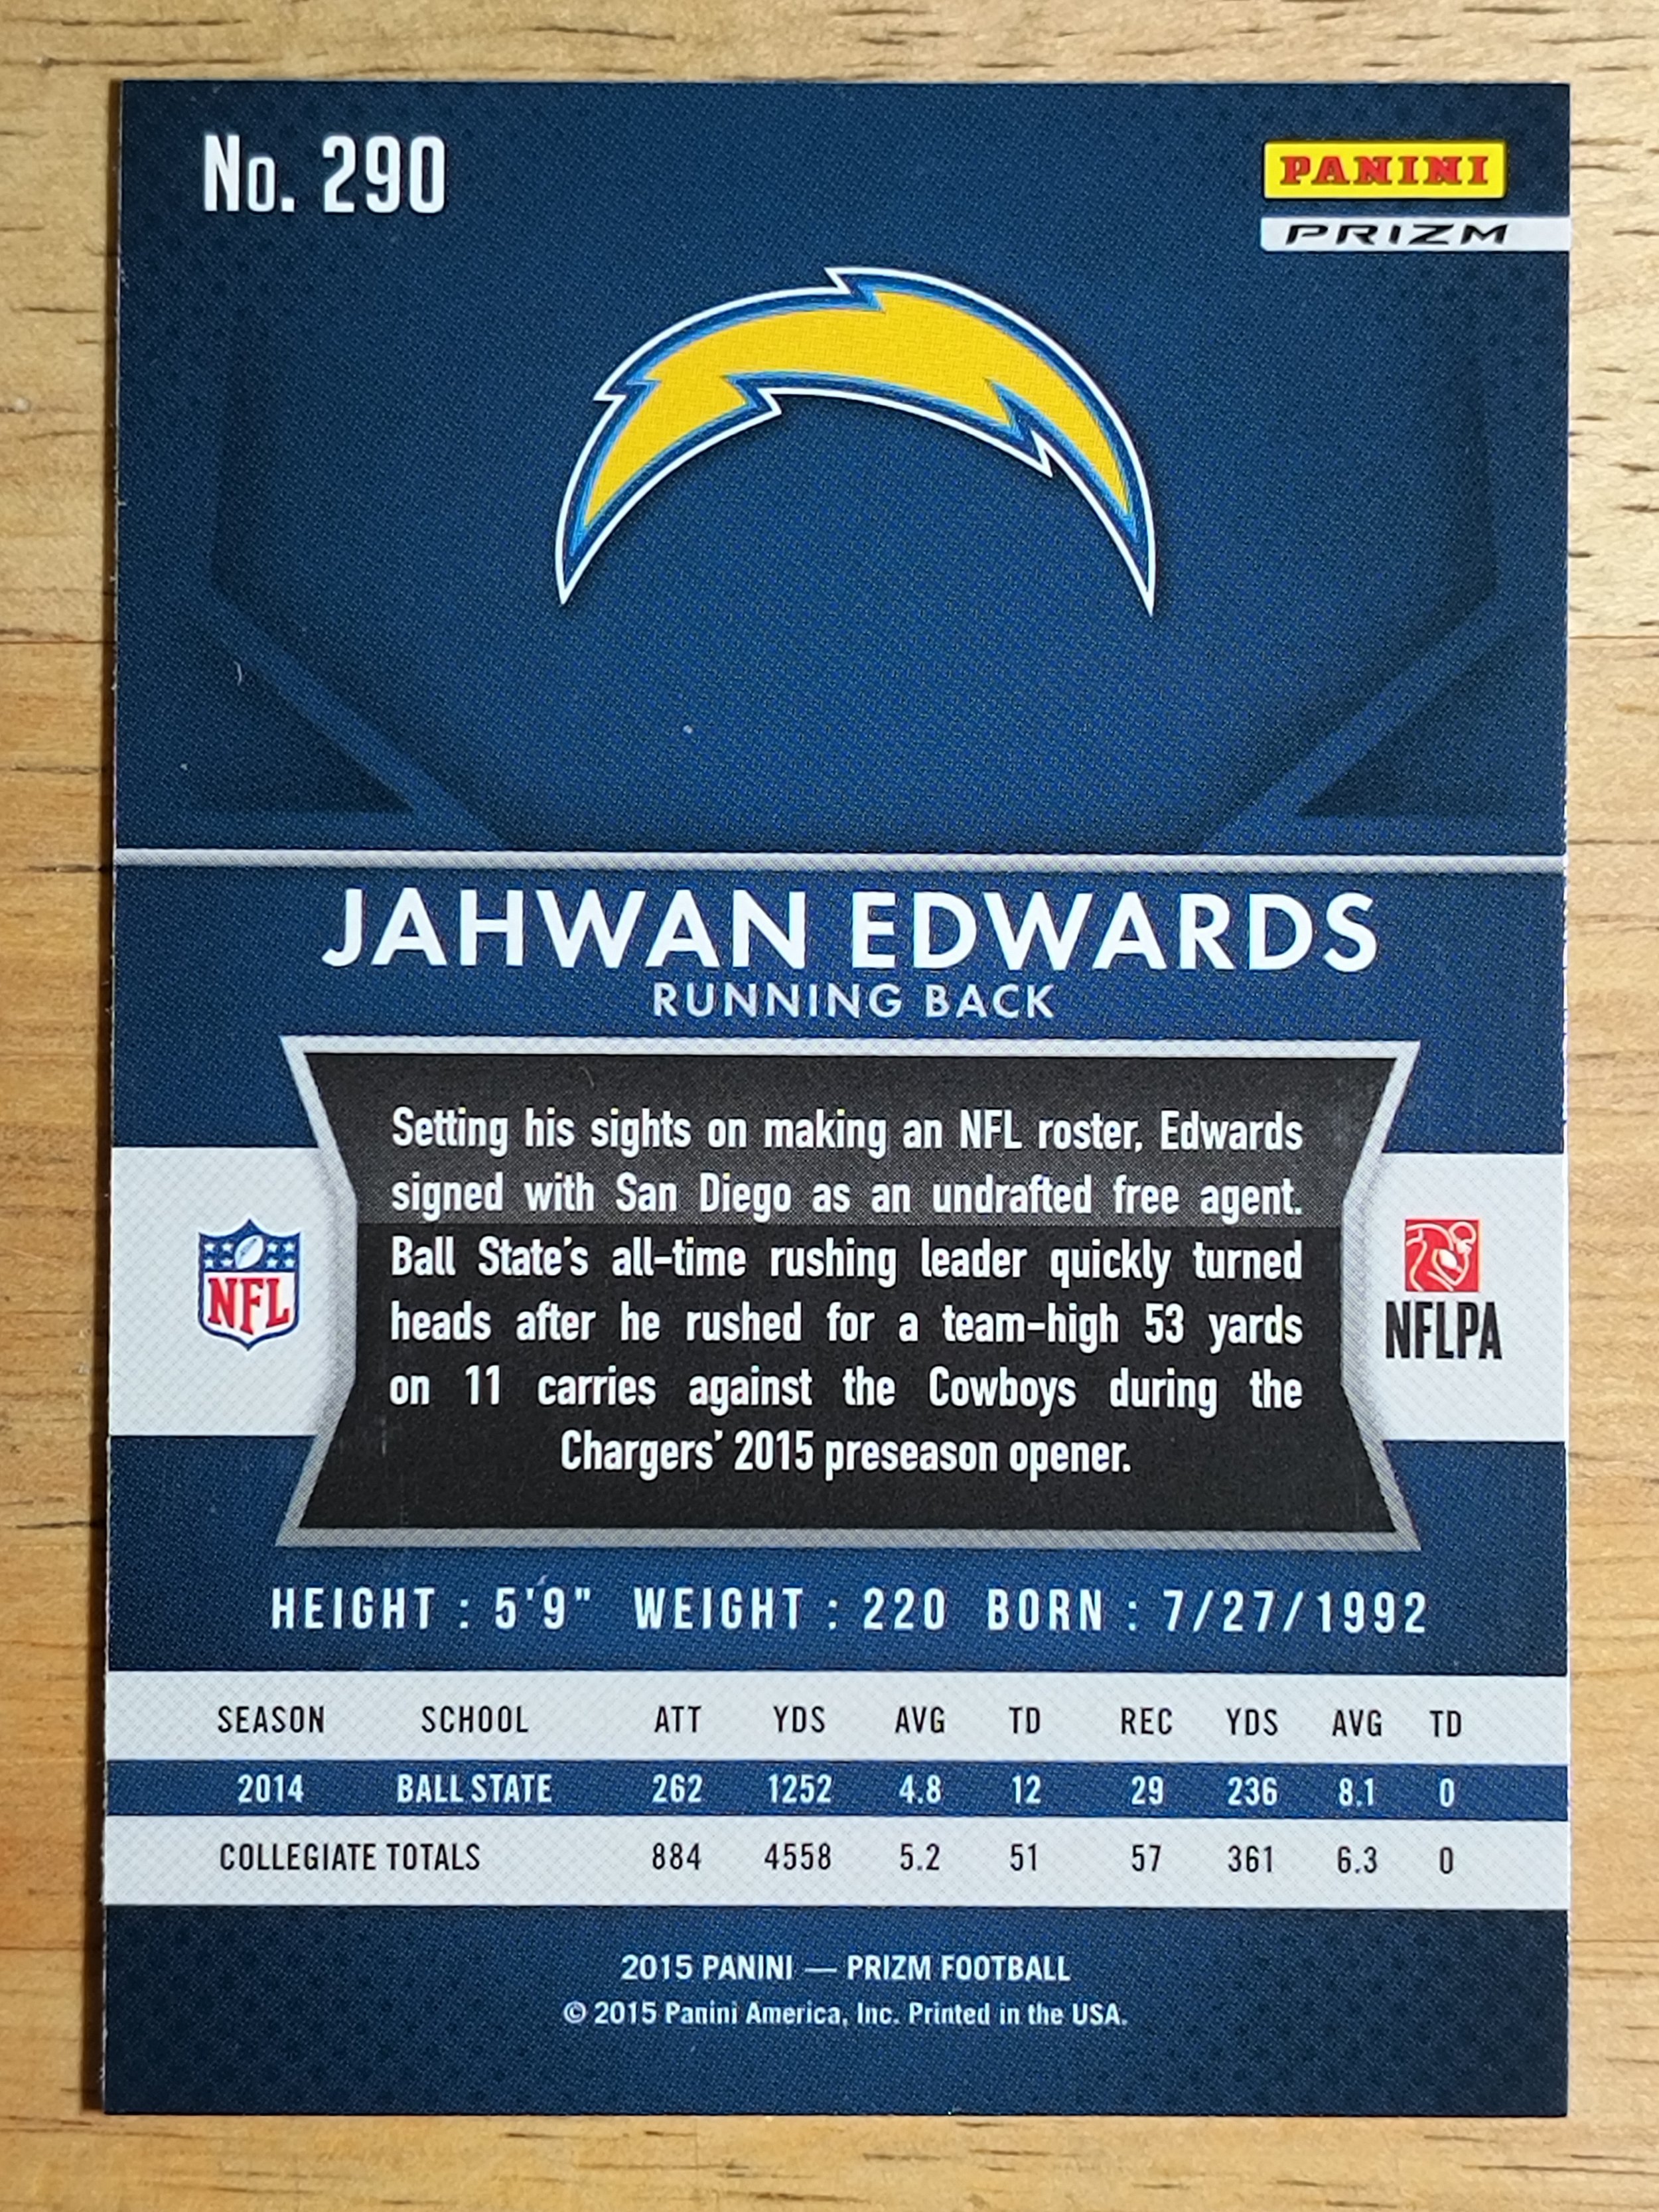 No. 290
PANINI
PRIZM
JAHWAN EDWARDS
RUNNING BACK
Setting his sights on making an NFL roster, Edwards
signed with San Diego as an undrafted free agent.
Ball State's all-time rushing leader quickly turned
heads after he rushed for a team-high 53 yards
on 11 carries against the Cowboys during the
Chargers' 2015 preseason opener.
NFL
NFLPA
HEIGHT : 5'9" WEIGHT : 220 BORN : 7/27/1992
SEASON SCHOOL ATT YDS AVG TD REC YDS AVG TD
2014 BALL STATE 262 1252 4.8 12 29 236 8.1 0
COLLEGIATE TOTALS 884 4558 5.2 51 57 361 6.3 0
2015 PANINI — PRIZM FOOTBALL
© 2015 Panini America, Inc. Printed in the USA.